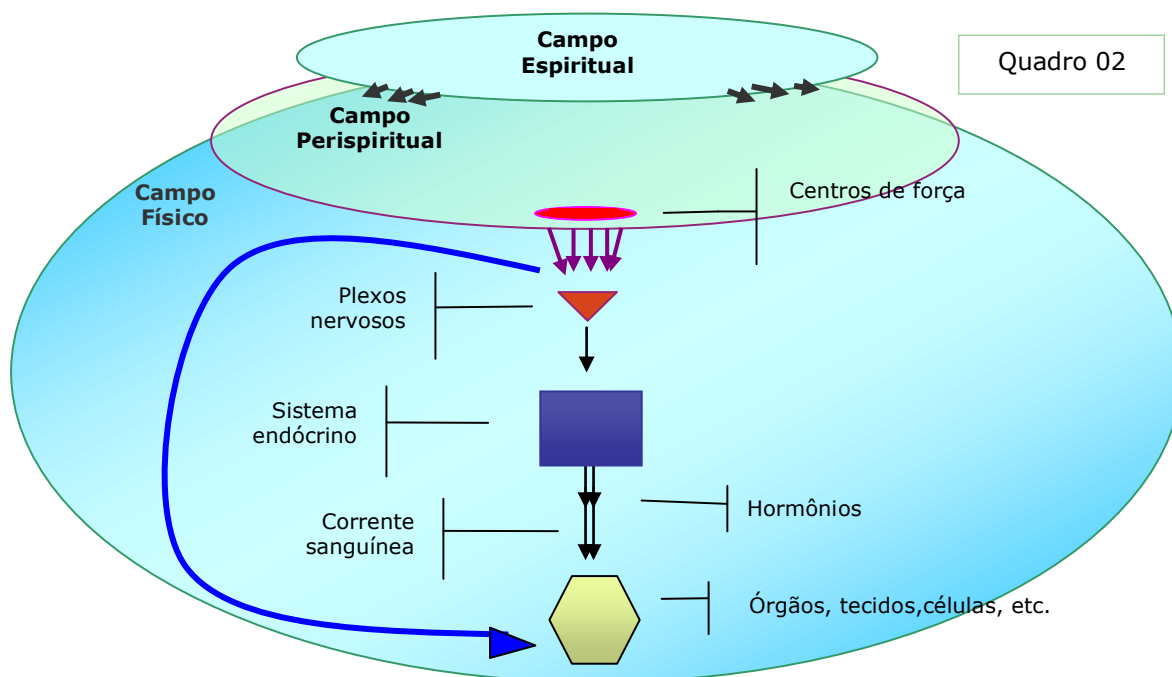 Campo
Espiritual
Quadro 02
Campo
Perispiritual
Campo
Físico
Centros de força
Plexos
nervosos
Sistema
endócrino
Hormônios
Corrente
sanguínea
Órgãos, tecidos,células, etc.